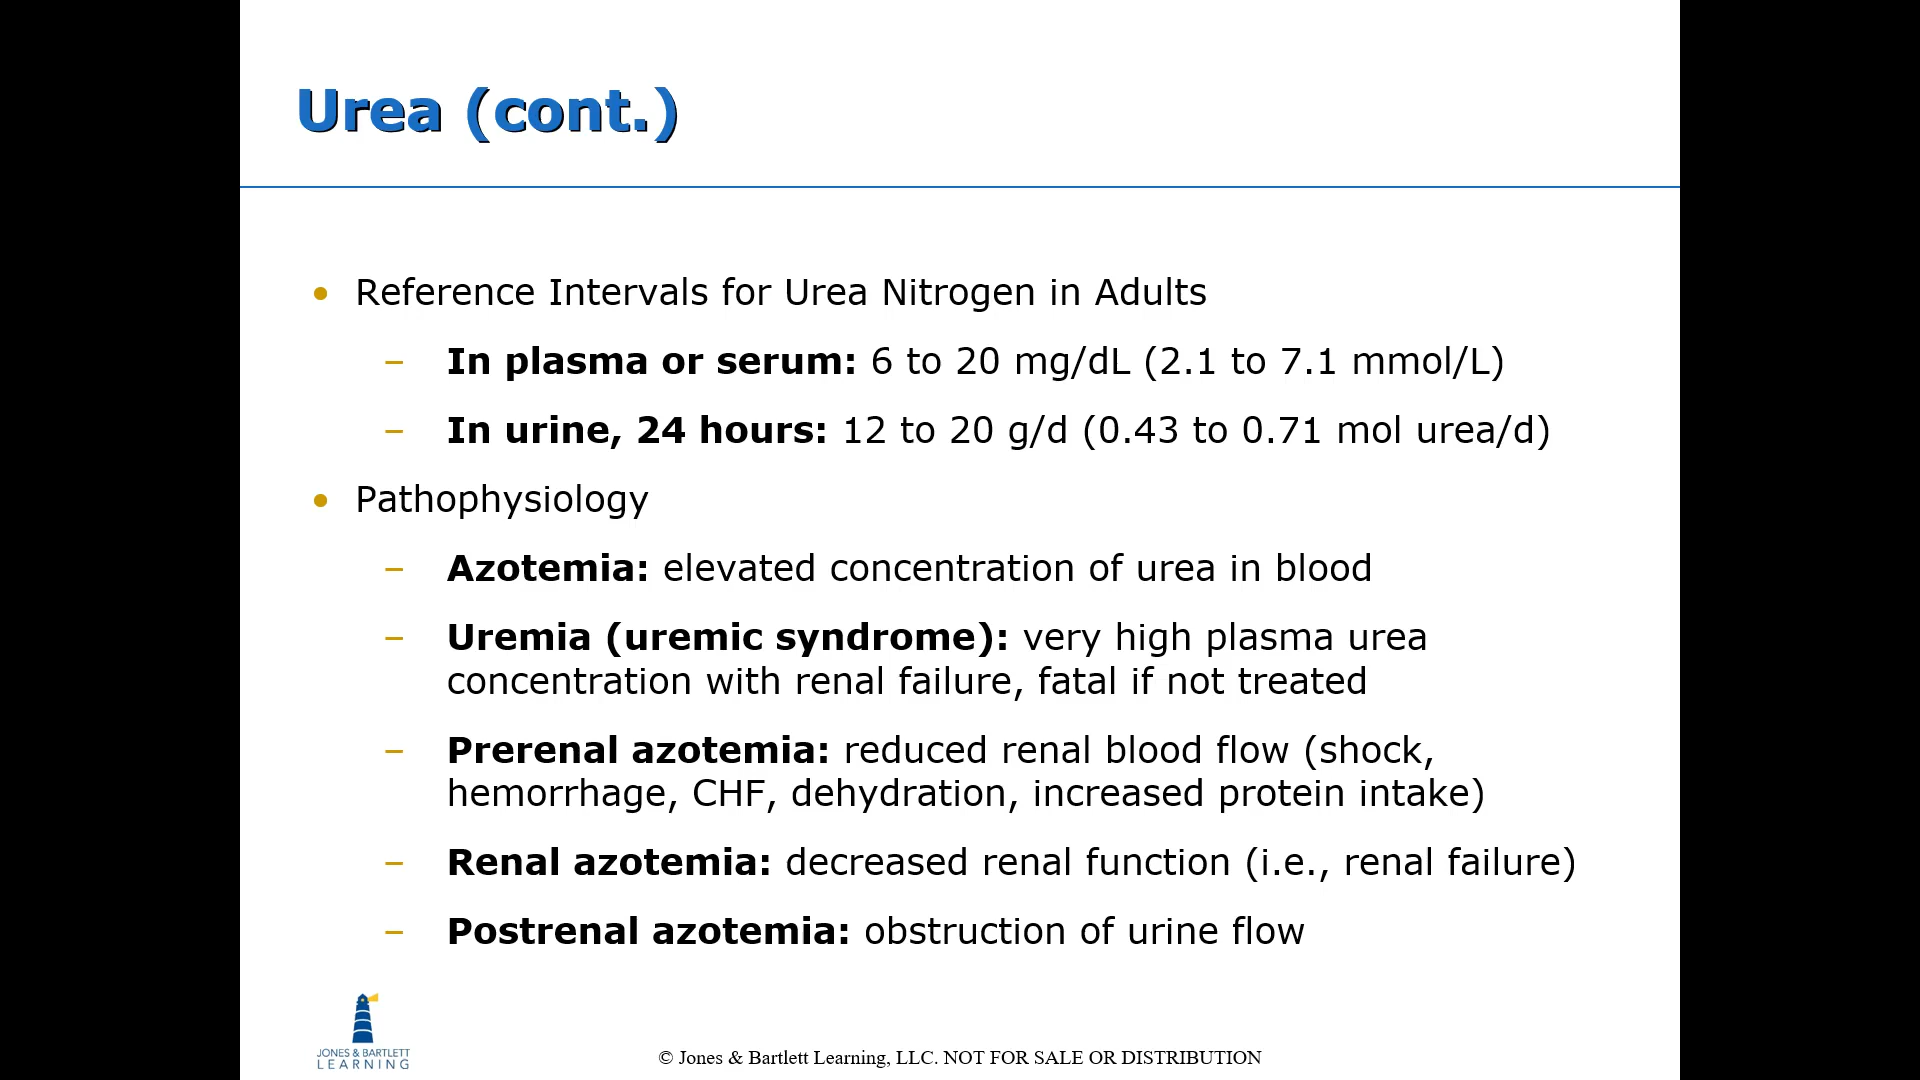 Urea (cont.)
• Reference Intervals for Urea Nitrogen in Adults
– In plasma or serum: 6 to 20 mg/dL (2.1 to 7.1 mmol/L)
– In urine, 24 hours: 12 to 20 g/d (0.43 to 0.71 mol urea/d)
• Pathophysiology
– Azotemia: elevated concentration of urea in blood
– Uremia (uremic syndrome): very high plasma urea
concentration with renal failure, fatal if not treated
– Prerenal azotemia: reduced renal blood flow (shock,
hemorrhage, CHF, dehydration, increased protein intake)
– Renal azotemia: decreased renal function (i.e., renal failure)
– Postrenal azotemia: obstruction of urine flow
JONES & BARTLETT
LEARNING
© Jones & Bartlett Learning, LLC. NOT FOR SALE OR DISTRIBUTION